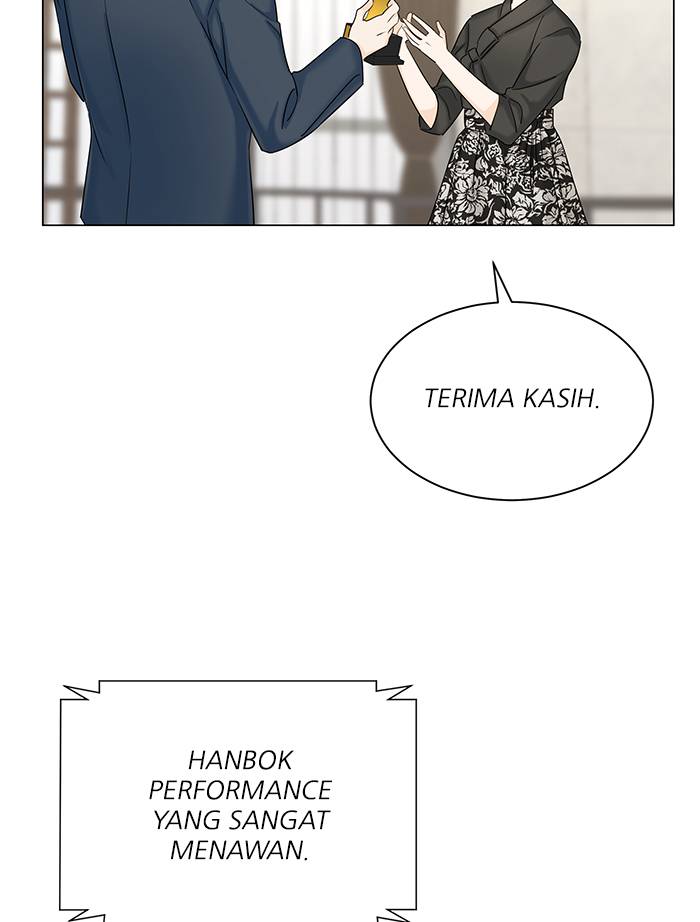 TERIMA KASIH.
HANBOK
PERFORMANCE
YANG SANGAT
MENAWAN.